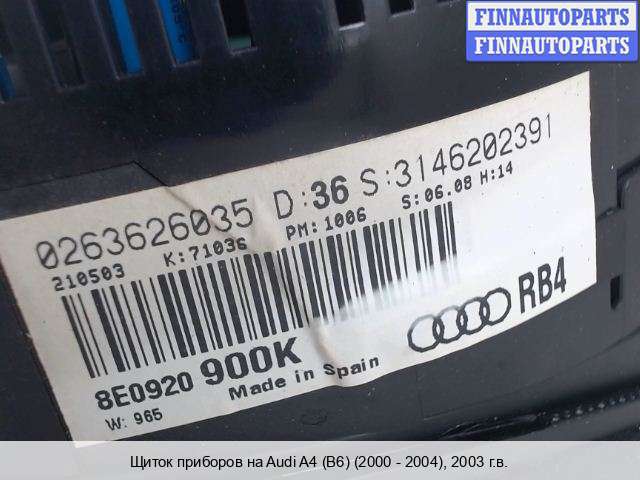 FINNAUTOPARTS
FINNAUTOPARTS
0263626035 D:36 S:3146202391
210503 K:71036 PM:1006 S:06.08 H:14
8E0920 900K RB4
W: 965 Made in Spain
Щиток приборов на Audi A4 (B6) (2000 - 2004), 2003 г.в.